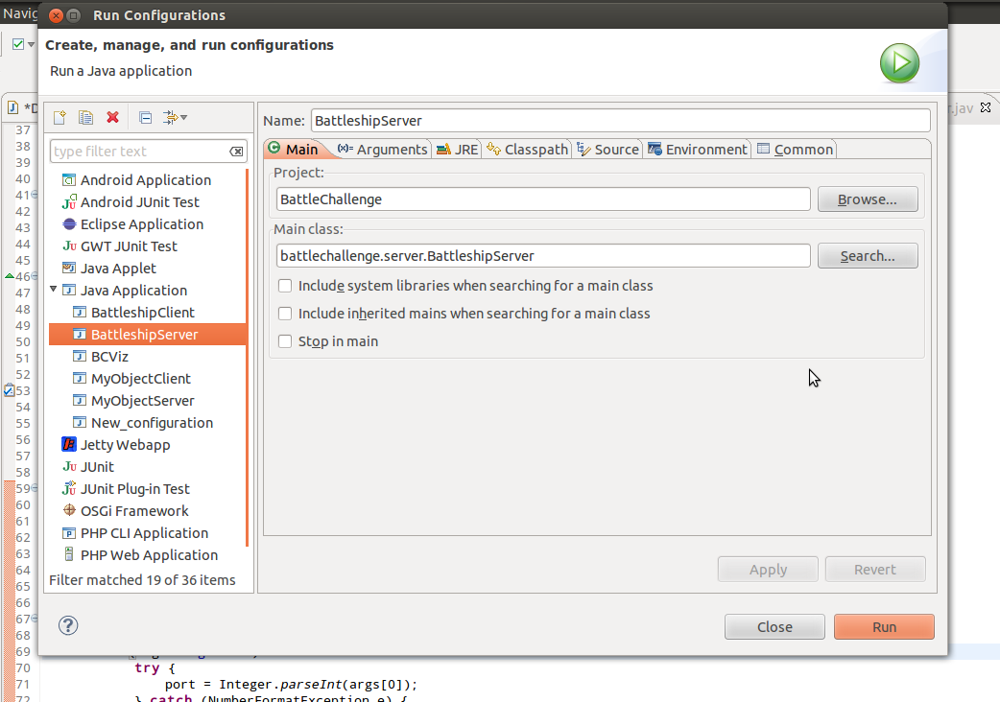 Navig
Run Configurations
Create, manage, and run configurations
Run a Java application
*D
r.jav
Name: BattleshipServer
type filter text
Main
(x)= Arguments
JRE
Classpath
Source
Environment
Common
Project:
BattleChallenge
Browse...
Main class:
battlechallenge.server.BattleshipServer
Search...
Include system libraries when searching for a main class
Include inherited mains when searching for a main class
Stop in main
Android Application
Android JUnit Test
Eclipse Application
GWT JUnit Test
Java Applet
Java Application
BattleshipClient
BattleshipServer
BCViz
MyObjectClient
MyObjectServer
New_configuration
Jetty Webapp
JUnit
JUnit Plug-in Test
OSGi Framework
PHP CLI Application
PHP Web Application
Filter matched 19 of 36 items
Apply
Revert
Close
Run
37
38
39
40
41
42
43
44
45
46
47
48
49
50
51
52
53
54
55
56
57
58
59
60
61
62
63
64
65
66
67
68
69
70 try {
71 port = Integer.parseInt(args[0]);
72 } catch (NumberFormatException e) {